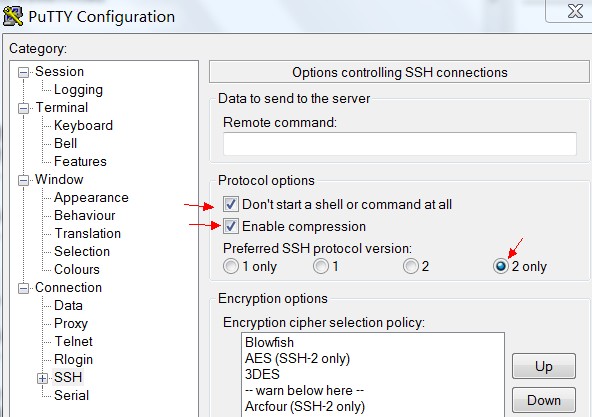 PuTTY Configuration
Category:
Session
Logging
Terminal
Keyboard
Bell
Features
Window
Appearance
Behaviour
Translation
Selection
Colours
Connection
Data
Proxy
Telnet
Rlogin
SSH
Serial
Options controlling SSH connections
Data to send to the server
Remote command:
Protocol options
Don't start a shell or command at all
Enable compression
Preferred SSH protocol version:
1 only 1 2 2 only
Encryption options
Encryption cipher selection policy:
Blowfish
AES (SSH-2 only)
3DES
-- warn below here --
Arcfour (SSH-2 only)
Up
Down